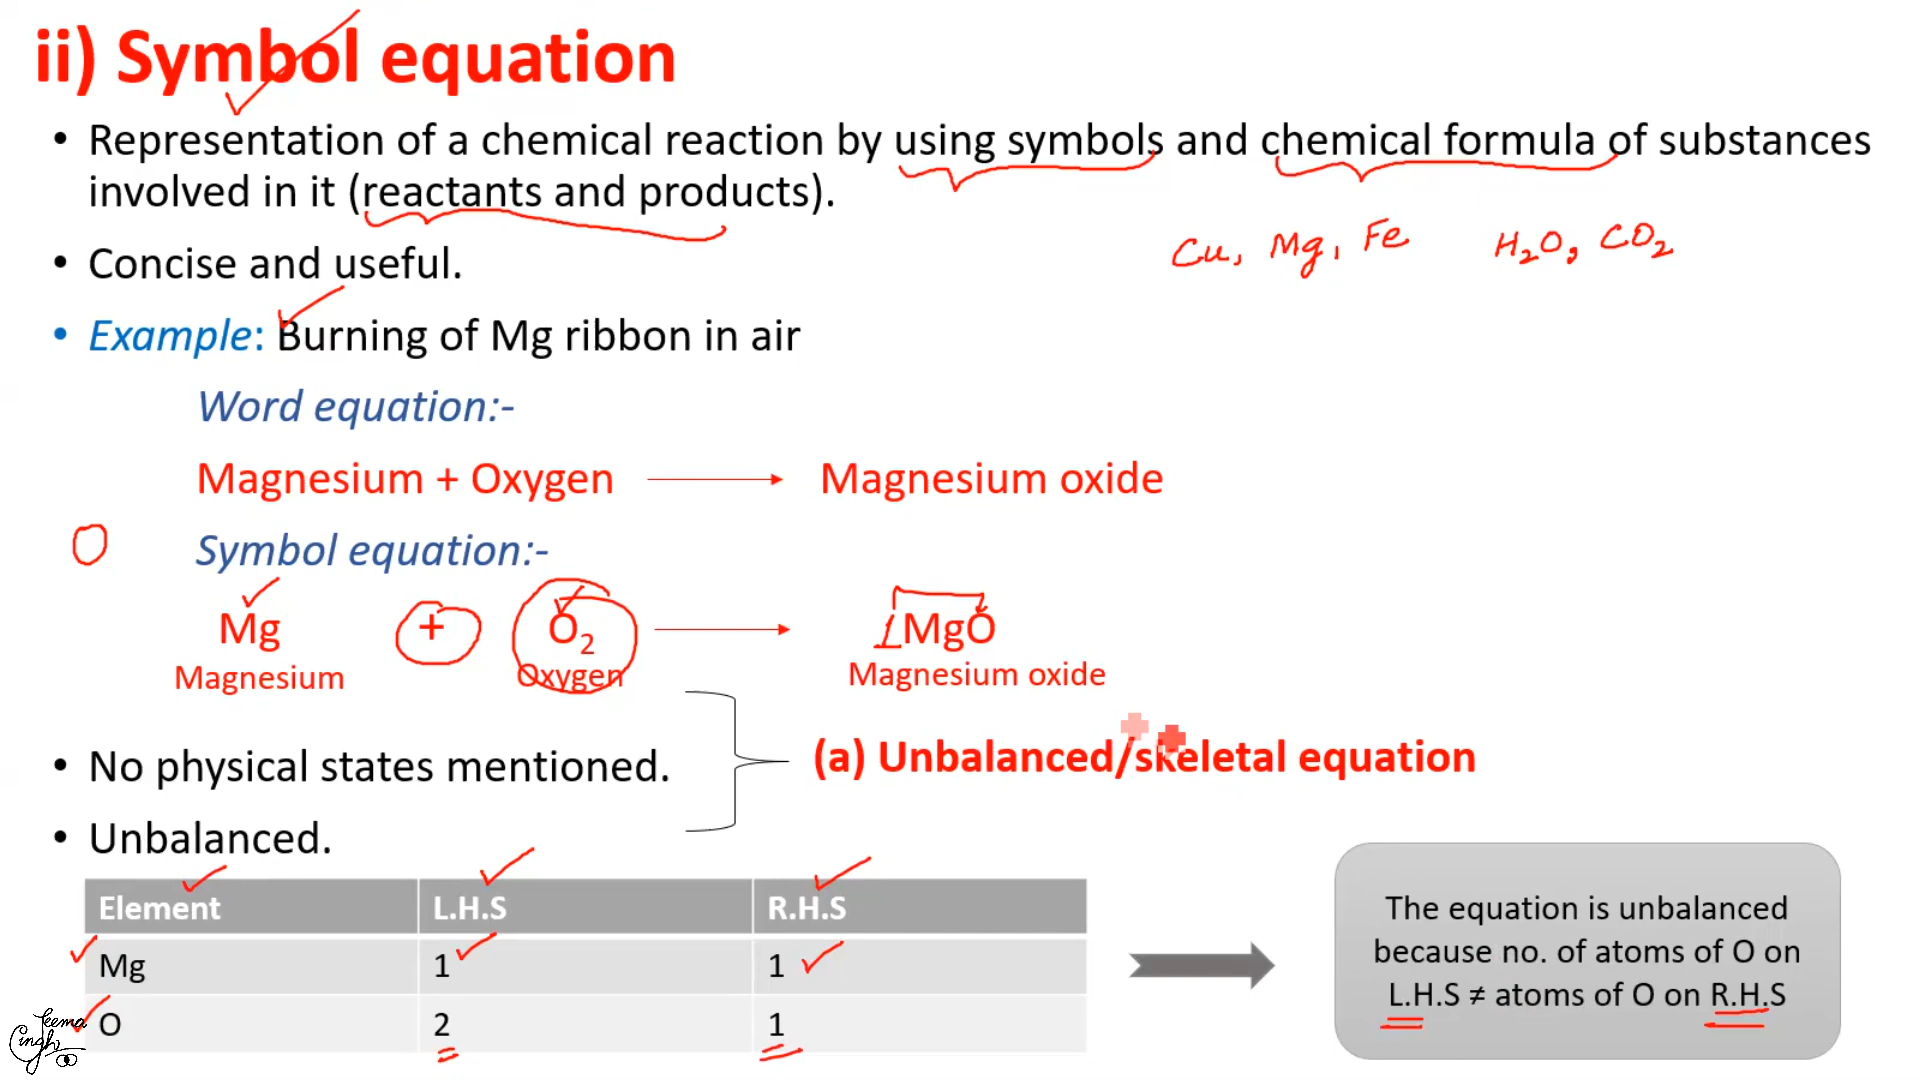 ii) Symbol equation
• Representation of a chemical reaction by using symbols and chemical formula of substances
involved in it (reactants and products).
Cu, Mg, Fe H₂O, CO₂
• Concise and useful.
• Example: Burning of Mg ribbon in air
Word equation:-
Magnesium + Oxygen → Magnesium oxide
O
Symbol equation:-
Mg + O₂ → 1MgO
Magnesium Oxygen Magnesium oxide
• No physical states mentioned.
(a) Unbalanced/skeletal equation
• Unbalanced.
Element L.H.S R.H.S
Mg 1 1
O 2 1
The equation is unbalanced
because no. of atoms of O on
L.H.S ≠ atoms of O on R.H.S